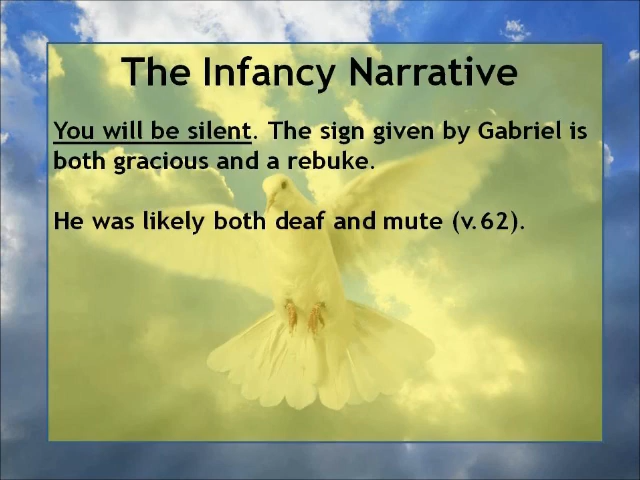 The Infancy Narrative
You will be silent. The sign given by Gabriel is
both gracious and a rebuke.
He was likely both deaf and mute (v.62).